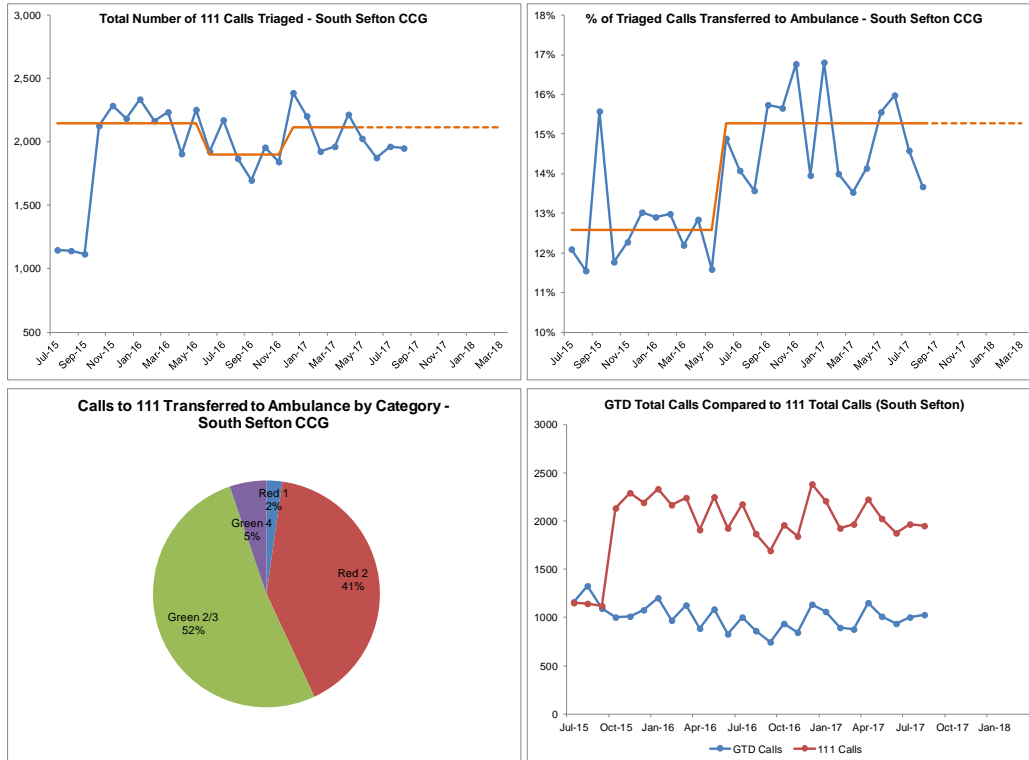 Total Number of 111 Calls Triaged - South Sefton CCG
3,000
2,500
2,000
1,500
1,000
500
Jul-15
Sep-15
Nov-15
Jan-16
Mar-16
May-16
Jul-16
Sep-16
Nov-16
Jan-17
Mar-17
May-17
Jul-17
Sep-17
Nov-17
Jan-18
Mar-18
% of Triaged Calls Transferred to Ambulance - South Sefton CCG
18%
17%
16%
15%
14%
13%
12%
11%
10%
Jul-15
Sep-15
Nov-15
Jan-16
Mar-16
May-16
Jul-16
Sep-16
Nov-16
Jan-17
Mar-17
May-17
Jul-17
Sep-17
Nov-17
Jan-18
Mar-18
Calls to 111 Transferred to Ambulance by Category -
South Sefton CCG
Red 1
2%
Green 4
5%
Red 2
41%
Green 2/3
52%
GTD Total Calls Compared to 111 Total Calls (South Sefton)
3000
2500
2000
1500
1000
500
0
Jul-15
Oct-15
Jan-16
Apr-16
Jul-16
Oct-16
Jan-17
Apr-17
Jul-17
Oct-17
Jan-18
GTD Calls
111 Calls